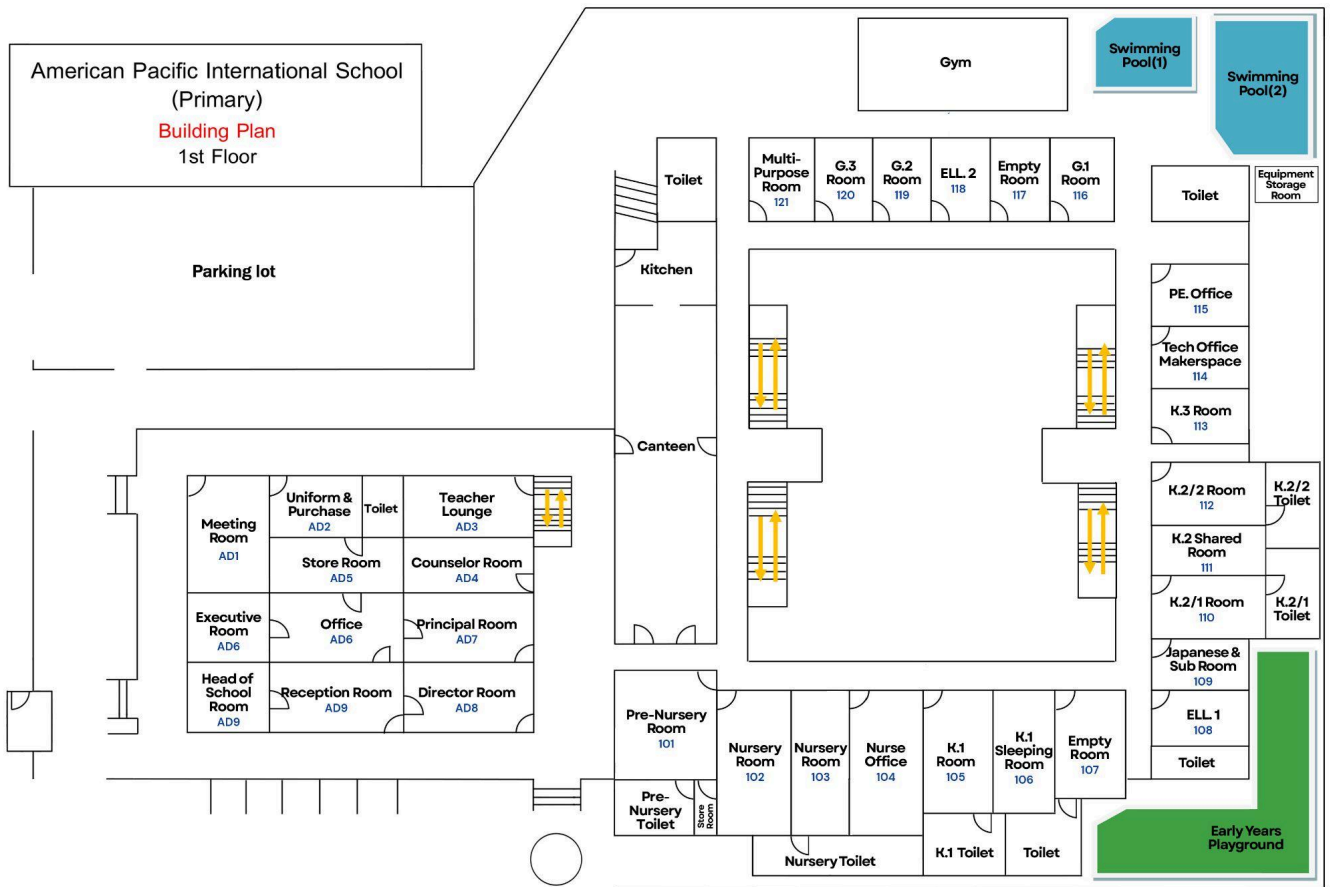 American Pacific International School
(Primary)
Building Plan
1st Floor
Parking lot
Gym
Swimming
Pool(1)
Swimming
Pool(2)
Equipment
Storage
Room
Toilet
Multi-
Purpose
Room
121
G.3
Room
120
G.2
Room
119
ELL. 2
118
Empty
Room
117
G.1
Room
116
Toilet
Kitchen
Canteen
PE. Office
115
Tech Office
Makerspace
114
K.3 Room
113
K.2/2 Room
112
K.2/2
Toilet
K.2 Shared
Room
111
K.2/1 Room
110
K.2/1
Toilet
Japanese &
Sub Room
109
ELL. 1
108
Toilet
Meeting
Room
AD1
Uniform &
Purchase
AD2
Toilet
Teacher
Lounge
AD3
Store Room
AD5
Counselor Room
AD4
Executive
Room
AD6
Office
AD6
Principal Room
AD7
Head of
School
Room
AD9
Reception Room
AD9
Director Room
AD8
Pre-Nursery
Room
101
Nursery
Room
102
Nursery
Room
103
Nurse
Office
104
K.1
Room
105
K.1
Sleeping
Room
106
Empty
Room
107
Pre-
Nursery
Toilet
Store
Room
Nursery Toilet
K.1 Toilet
Toilet
Early Years
Playground